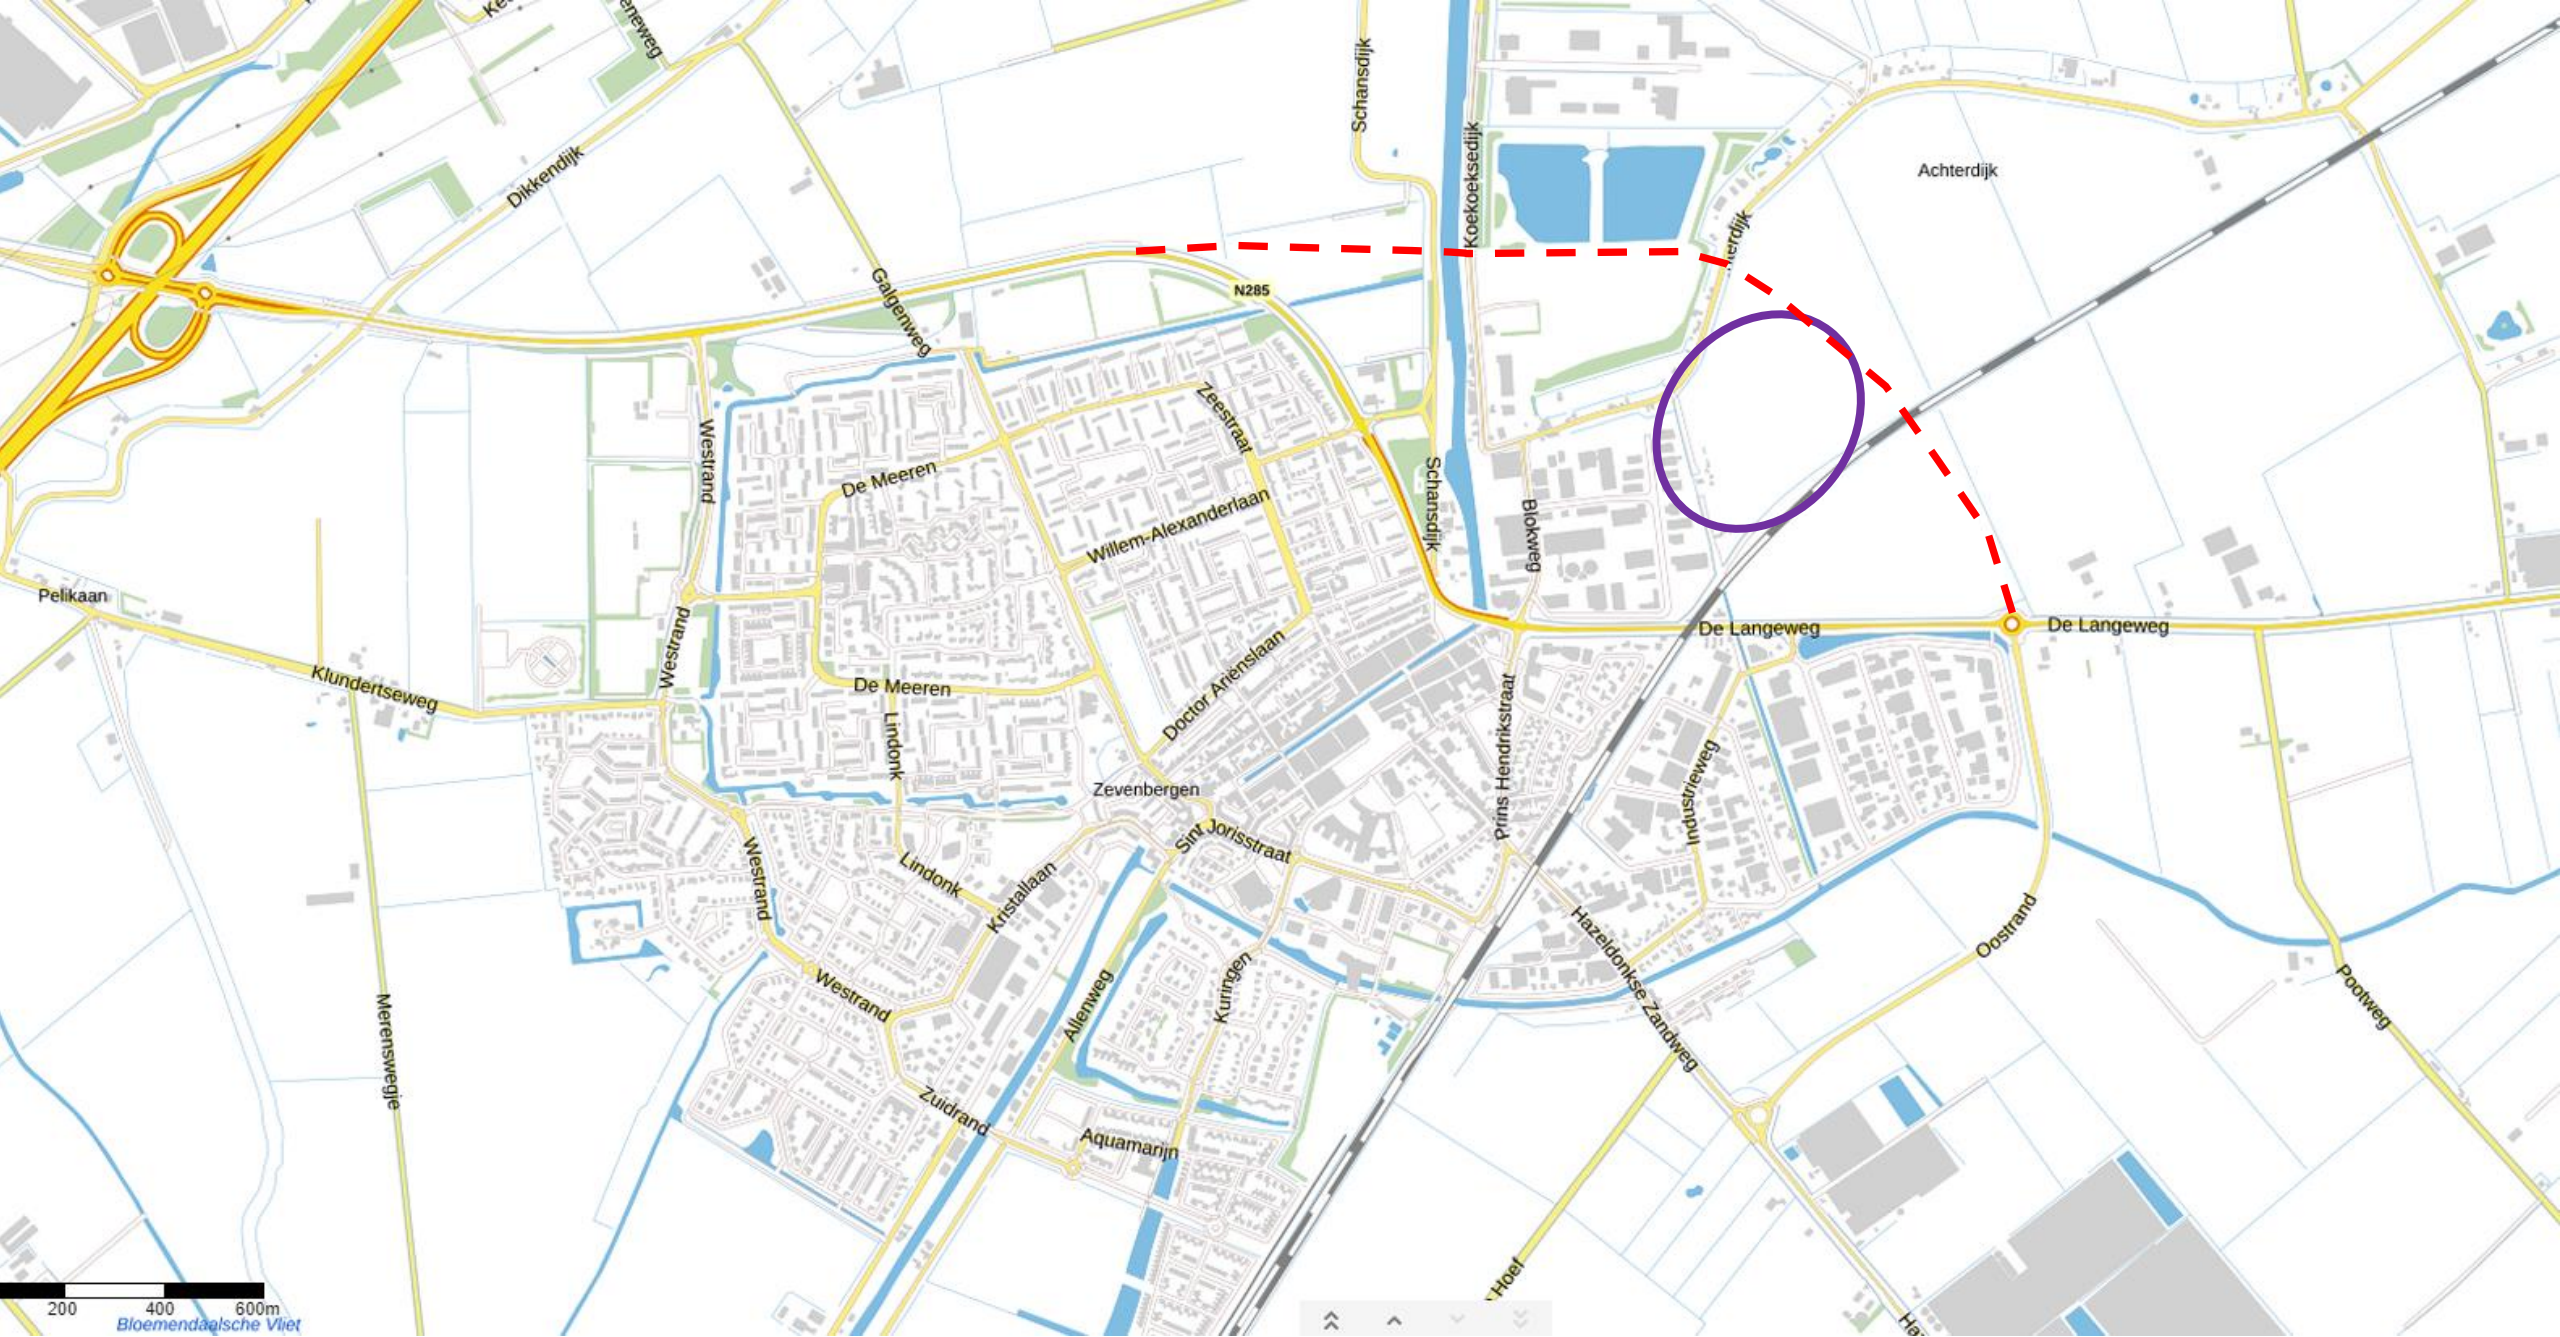 Schansdijk
Koekoeksedijk
Dikkendijk
Achterdijk
terdijk
Galgenweg
N285
Westrand
Zeestraat
De Meeren
Willem-Alexanderlaan
Schansdijk
Blokweg
Pelikaan
De Langeweg
De Langeweg
Westrand
Klundertseweg
De Meeren
Doctor Ariënslaan
Lindonk
Prins Hendrikstraat
Industrieweg
Zevenbergen
Sint Jorisstraat
Westrand
Lindonk
Kristallaan
Hazeldonkse Zandweg
Oostrand
Kuringen
Westrand
Allenweg
Pootweg
Merenswegje
Zuidrand
Aquamarijn
Hoef
200 400 600m
Bloemendaalsche Vliet